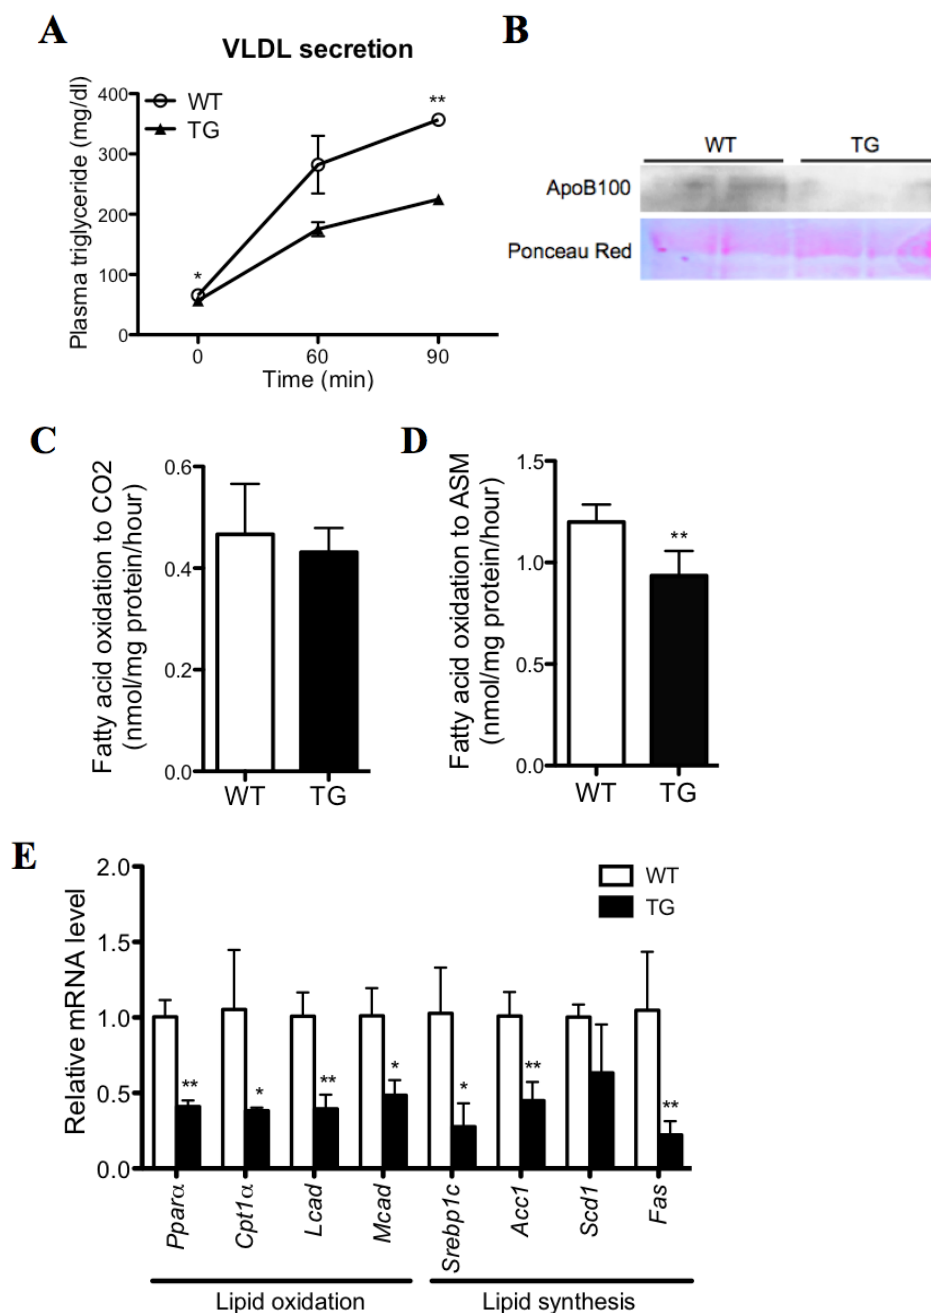 A
VLDL secretion
Plasma triglyceride (mg/dl)
400
300
200
100
0
WT
TG
*
**
0
60
90
Time (min)
B
WT
TG
ApoB100
Ponceau Red
C
Fatty acid oxidation to CO2
(nmol/mg protein/hour)
0.6
0.4
0.2
0.0
WT
TG
D
Fatty acid oxidation to ASM
(nmol/mg protein/hour)
1.5
1.0
0.5
0.0
**
WT
TG
E
Relative mRNA level
2.0
1.5
1.0
0.5
0.0
WT
TG
**
*
**
*
*
**
**
Pparα
Cpt1α
Lcad
Mcad
Srebp1c
Acc1
Scd1
Fas
Lipid oxidation
Lipid synthesis